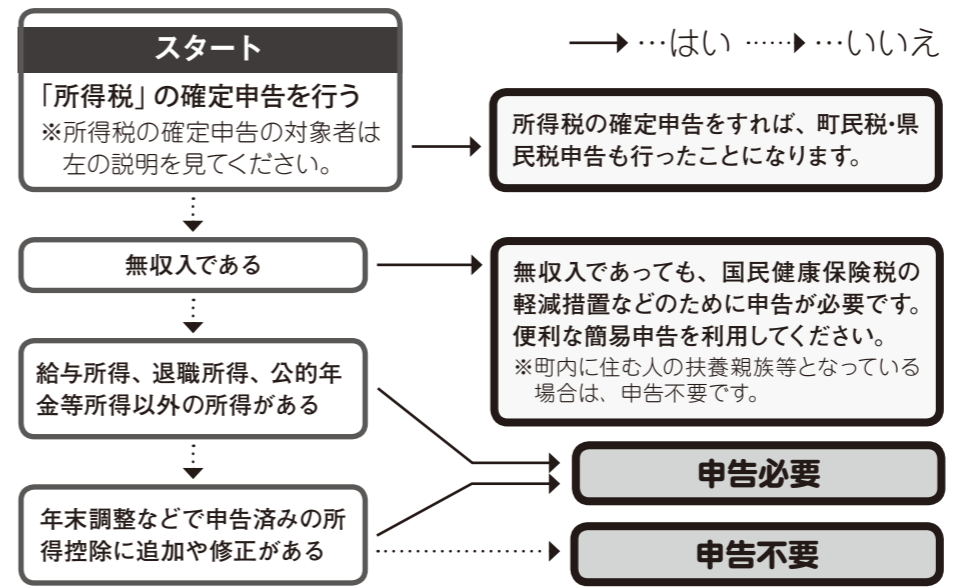 スタート
「所得税」の確定申告を行う
※所得税の確定申告の対象者は
左の説明を見てください。
→…はい ……▶…いいえ
所得税の確定申告をすれば、町民税・県
民税申告も行ったことになります。
無収入である
無収入であっても、国民健康保険税の
軽減措置などのために申告が必要です。
便利な簡易申告を利用してください。
※町内に住む人の扶養親族等となっている
場合は、申告不要です。
給与所得、退職所得、公的年
金等所得以外の所得がある
申告必要
年末調整などで申告済みの所
得控除に追加や修正がある
申告不要